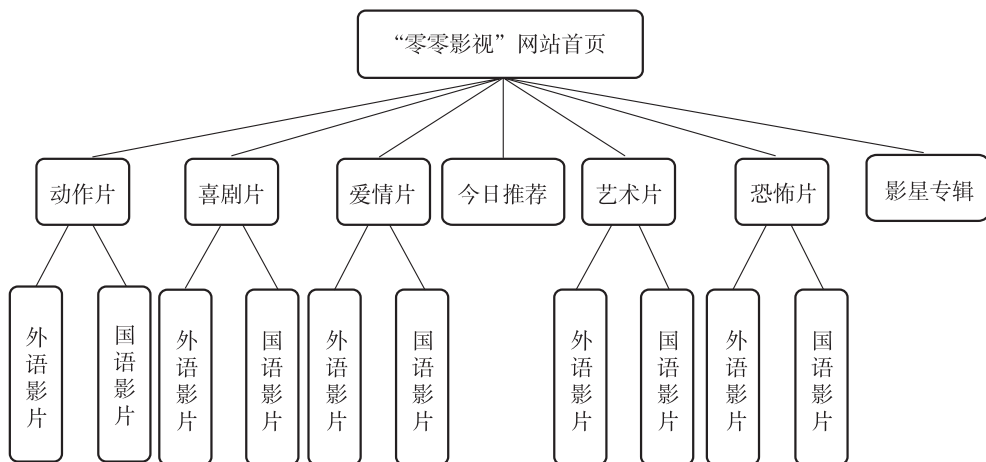 “零零影视”网站首页
动作片
喜剧片
爱情片
今日推荐
艺术片
恐怖片
影星专辑
外语影片
国语影片
外语影片
国语影片
外语影片
国语影片
外语影片
国语影片
外语影片
国语影片